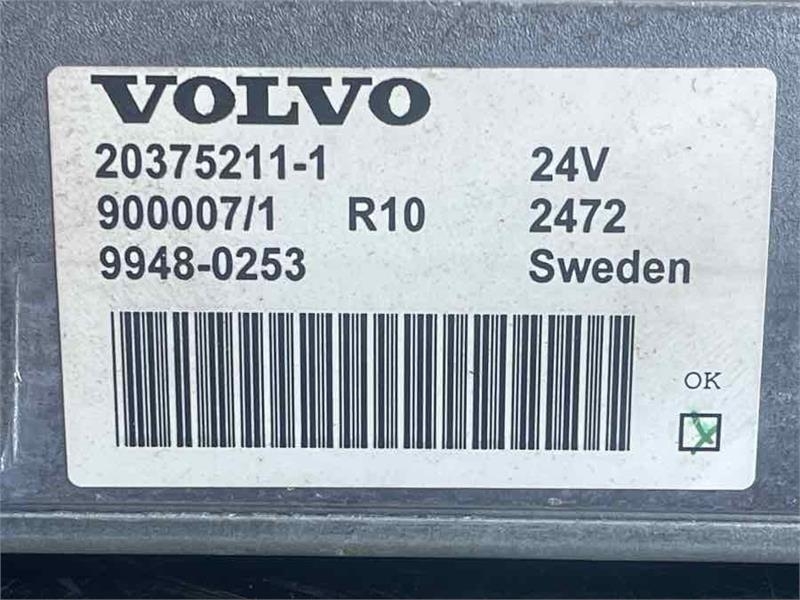 VOLVO
20375211-1 24V
900007/1 R10 2472
9948-0253 Sweden
OK